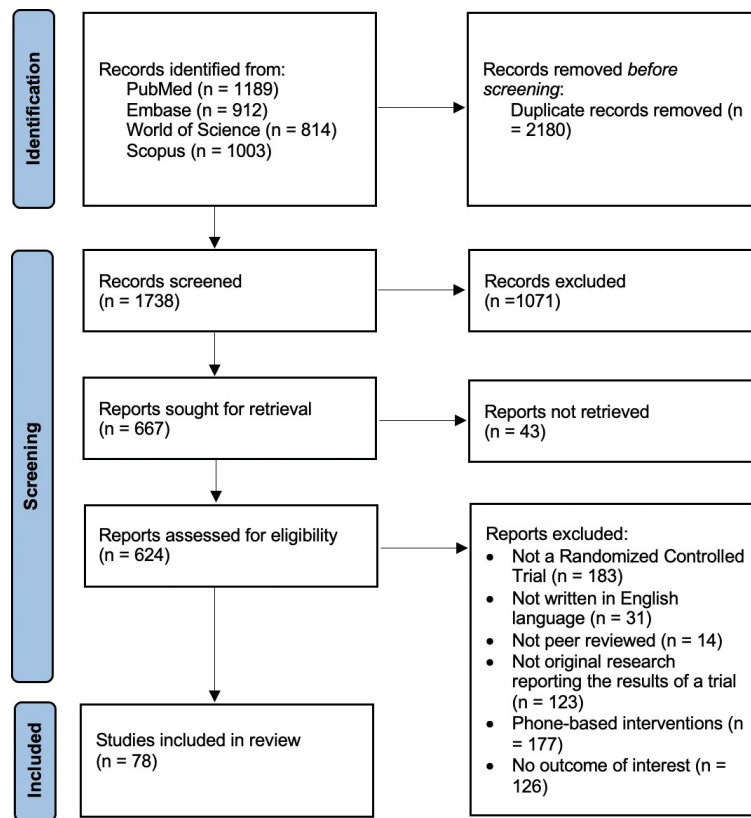 Identification
Records identified from:
PubMed (n = 1189)
Embase (n = 912)
World of Science (n = 814)
Scopus (n = 1003)
Records removed before
screening:
Duplicate records removed (n
= 2180)
Screening
Records screened
(n = 1738)
Records excluded
(n =1071)
Reports sought for retrieval
(n = 667)
Reports not retrieved
(n = 43)
Reports assessed for eligibility
(n = 624)
Reports excluded:
• Not a Randomized Controlled
Trial (n = 183)
• Not written in English
language (n = 31)
• Not peer reviewed (n = 14)
• Not original research
reporting the results of a trial
(n = 123)
• Phone-based interventions (n
= 177)
• No outcome of interest (n =
126)
Included
Studies included in review
(n = 78)